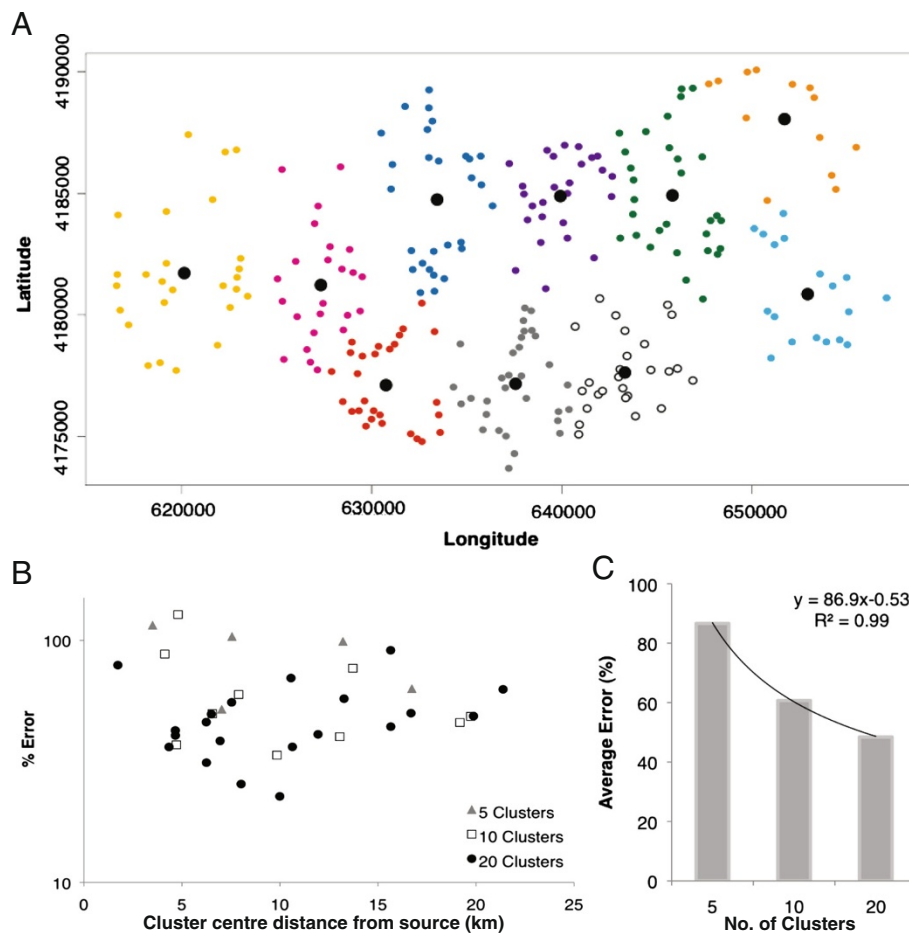 A
4190000
4185000
4180000
4175000
Latitude
620000
630000
640000
650000
Longitude
B
100
10
% Error
5 Clusters
10 Clusters
20 Clusters
0
5
10
15
20
25
Cluster centre distance from source (km)
C
y = 86.9x-0.53
R² = 0.99
100
80
60
40
20
0
Average Error (%)
5
10
20
No. of Clusters